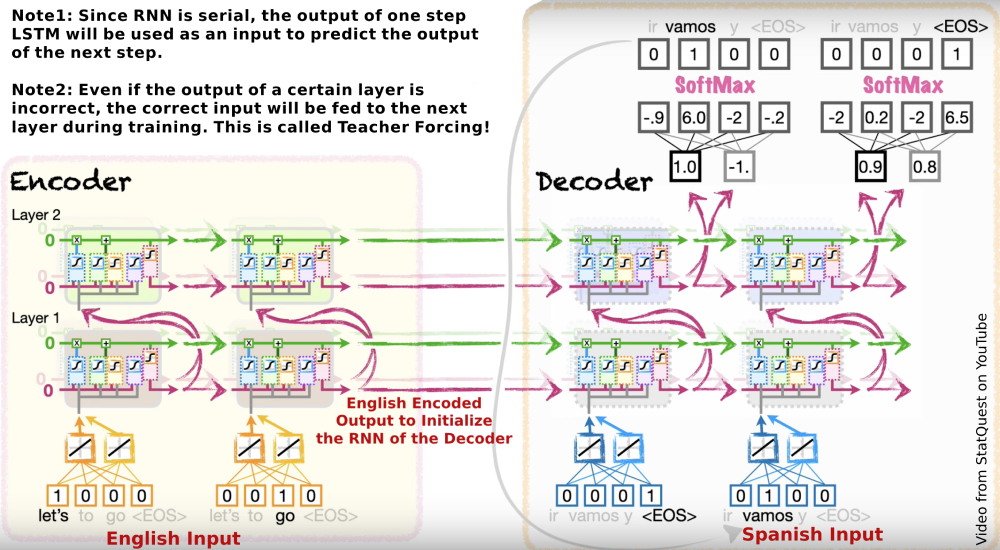 Note1: Since RNN is serial, the output of one step
LSTM will be used as an input to predict the output
of the next step.
Note2: Even if the output of a certain layer is
incorrect, the correct input will be fed to the next
layer during training. This is called Teacher Forcing!
ir vamos y <EOS>
0 1 0 0
SoftMax
-.9 6.0 -2 -.2
1.0 -1.
ir vamos y <EOS>
0 0 0 1
SoftMax
-2 0.2 -2 6.5
0.9 0.8
Encoder
Decoder
Layer 2
0
0
0
0
x + x + x + x +
Layer 1
0
0
0
0
x + x + x + x +
English Encoded
Output to Initialize
the RNN of the Decoder
1 0 0 0
let's to go <EOS>
0 0 1 0
let's to go <EOS>
English Input
0 0 0 1
ir vamos y <EOS>
0 1 0 0
ir vamos y <EOS>
Spanish Input
Video from StatQuest on YouTube